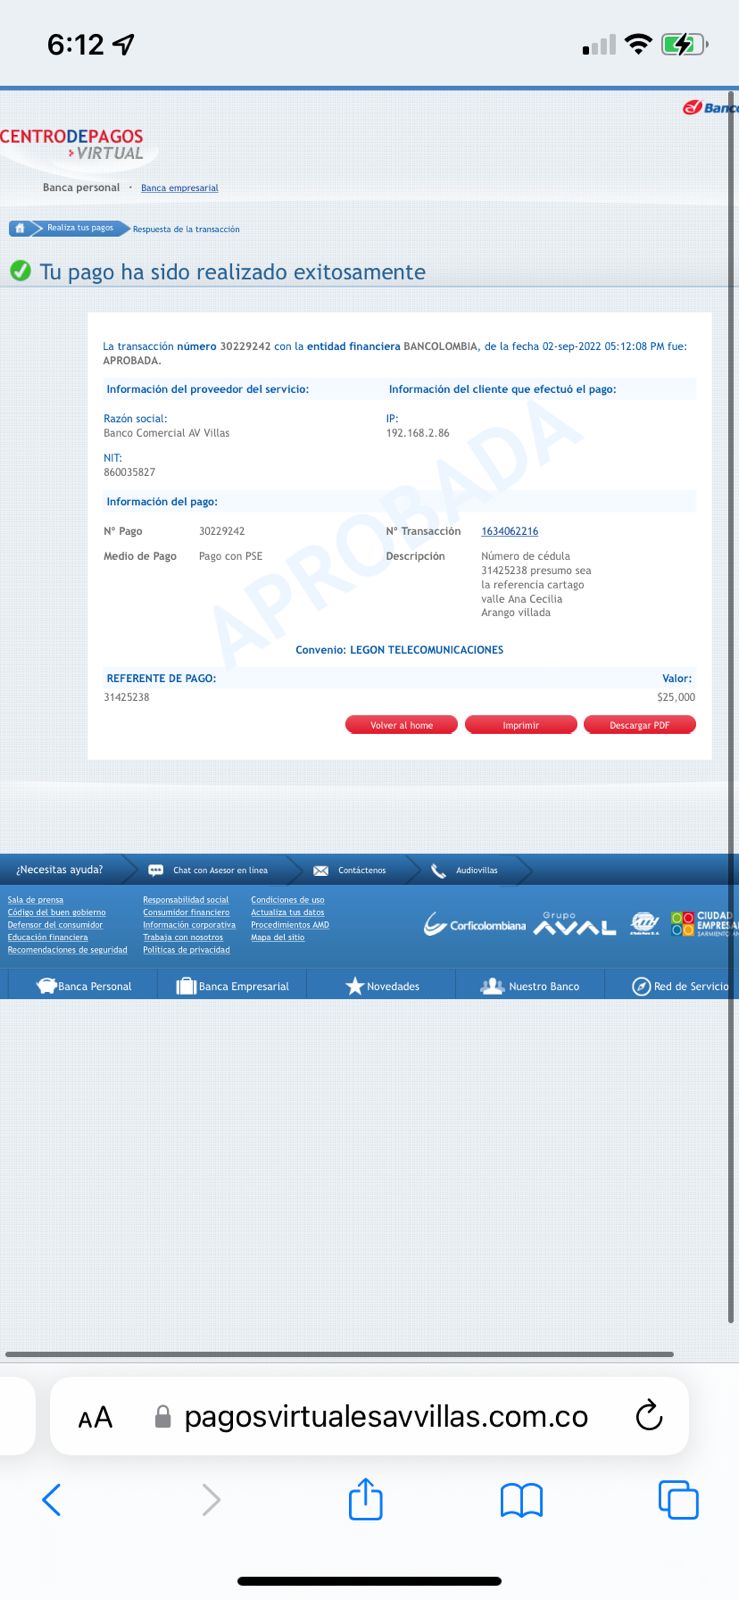 6:12
Banco
CENTRODEPAGOS
VIRTUAL
Banca personal · Banca empresarial
Realiza tus pagos Respuesta de la transacción
Tu pago ha sido realizado exitosamente
La transacción número 30229242 con la entidad financiera BANCOLOMBIA, de la fecha 02-sep-2022 05:12:08 PM fue:
APROBADA.
Información del proveedor del servicio: Información del cliente que efectuó el pago:
Razón social: IP:
Banco Comercial AV Villas 192.168.2.86
NIT:
860035827
APROBADA
Información del pago:
Nº Pago 30229242 Nº Transacción 1634062216
Medio de Pago Pago con PSE Descripción Número de cédula
31425238 presumo sea
la referencia cartago
valle Ana Cecilia
Arango villada
Convenio: LEGON TELECOMUNICACIONES
REFERENTE DE PAGO: Valor:
31425238 $25,000
Volver al home Imprimir Descargar PDF
¿Necesitas ayuda? Chat con Asesor en línea Contáctenos Audiovillas
Sala de prensa Responsabilidad social Condiciones de uso
Código del buen gobierno Consumidor financiero Actualiza tus datos
Defensor del consumidor Información corporativa Procedimientos AMD
Educación financiera Trabaja con nosotros Mapa del sitio
Recomendaciones de seguridad Políticas de privacidad
Corficolombiana Grupo AVAL CIUDAD
EMPRESA
SARMIENTO AN
Banca Personal Banca Empresarial Novedades Nuestro Banco Red de Servicio
AA pagosvirtualesavvillas.com.co